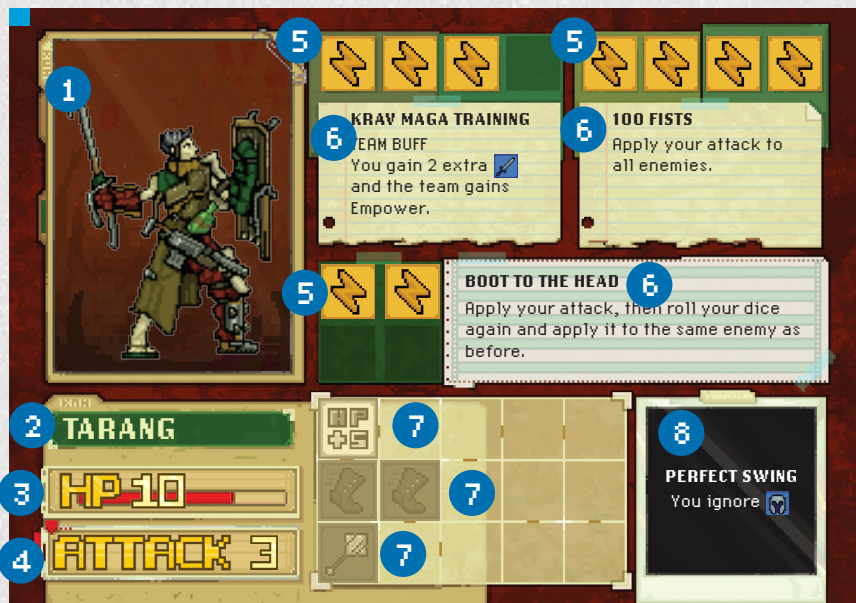 1
5
5
6
KRAV MAGA TRAINING
TEAM BUFF
You gain 2 extra
and the team gains
Empower.
6
100 FISTS
Apply your attack to
all enemies.
5
BOOT TO THE HEAD
6
Apply your attack, then roll your dice
again and apply it to the same enemy as
before.
2
TARANG
3
HP 10
4
ATTACK 3
HP
+5
7
7
7
8
PERFECT SWING
You ignore